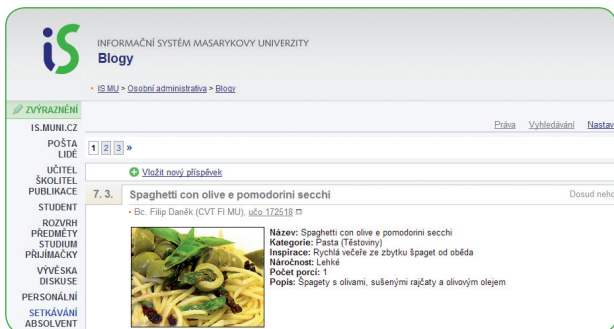 is
INFORMAČNÍ SYSTÉM MASARYKOVY UNIVERZITY
Blogy
• IS MU > Osobní administrativa > Blogy
ZVÝRAZNĚNÍ
IS.MUNI.CZ
POŠTA
LIDÉ
UČITEL
ŠKOLITEL
PUBLIKACE
STUDENT
ROZVRH
PŘEDMĚTY
STUDIUM
PŘIJÍMAČKY
VÝVĚSKA
DISKUSE
PERSONÁLNÍ
SETKÁVÁNÍ
ABSOLVENT
Práva Vyhledávání Nastav
1 2 3 »
Vložit nový příspěvek
7. 3. Spaghetti con olive e pomodorini secchi Dosud neho
• Bc. Filip Daněk (CVT FI MU), učo 172518
Název: Spaghetti con olive e pomodorini secchi
Kategorie: Pasta (Těstoviny)
Inspirace: Rychlá večeře ze zbytku špaget od oběda
Náročnost: Lehké
Počet porcí: 1
Popis: Špagety s olivami, sušenými rajčaty a olivovým olejem